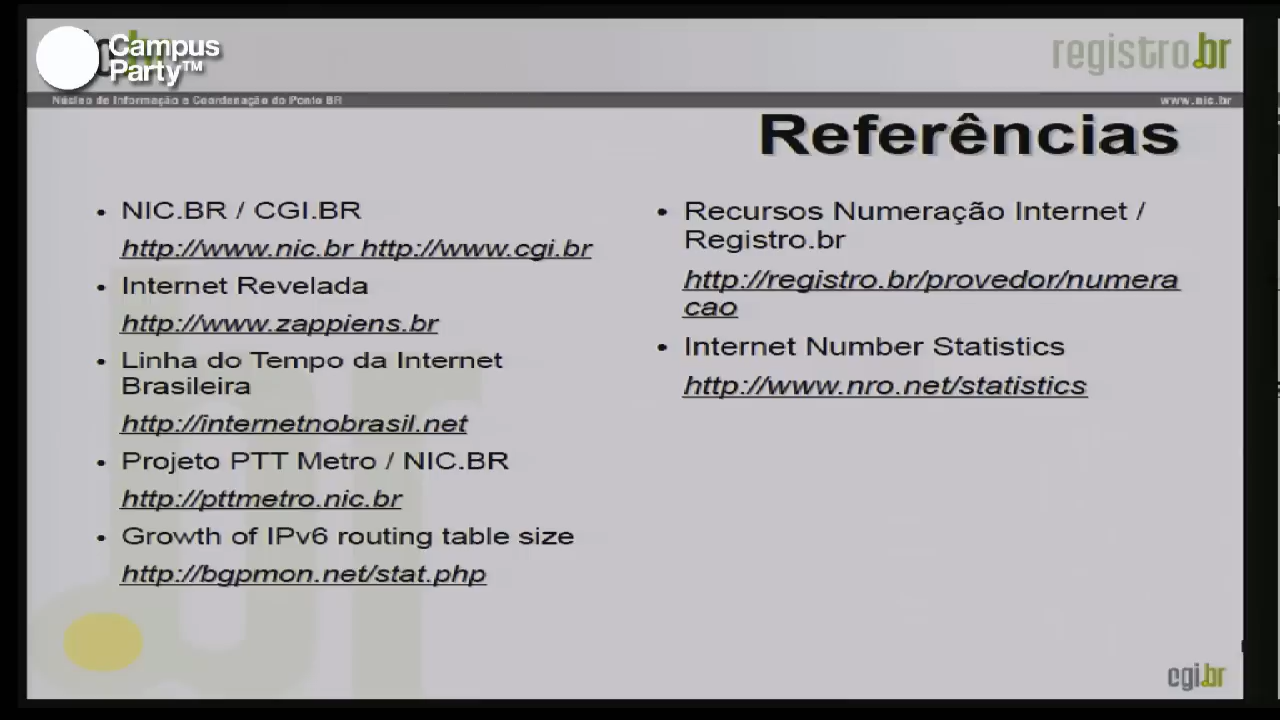 Campus
Party™
registro.br
Núcleo de Informação e Coordenação do Ponto BR
www.nic.br
Referências
• NIC.BR / CGI.BR
http://www.nic.br http://www.cgi.br
• Internet Revelada
http://www.zappiens.br
• Linha do Tempo da Internet
Brasileira
http://internetnobrasil.net
• Projeto PTT Metro / NIC.BR
http://pttmetro.nic.br
• Growth of IPv6 routing table size
http://bgpmon.net/stat.php
• Recursos Numeração Internet /
Registro.br
http://registro.br/provedor/numera
cao
• Internet Number Statistics
http://www.nro.net/statistics
cgi.br